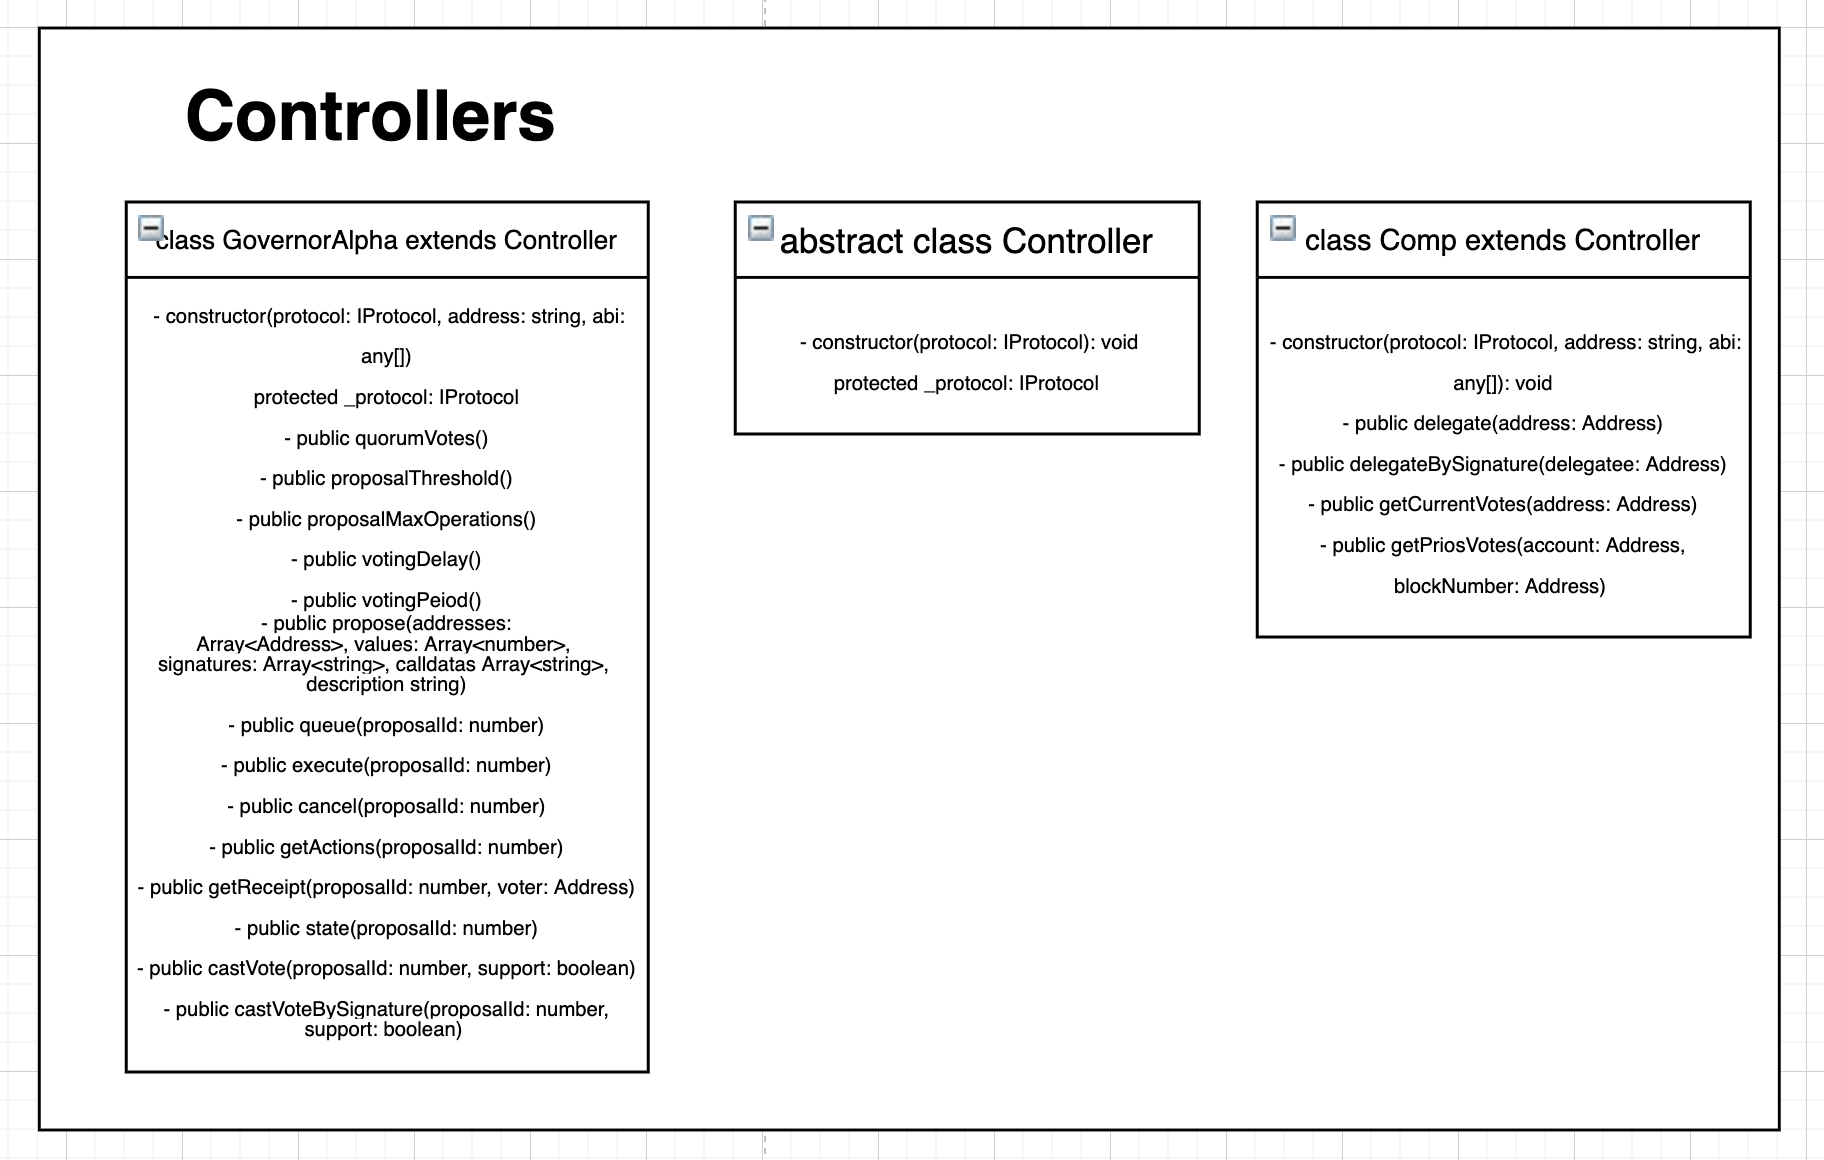 Controllers
class GovernorAlpha extends Controller
- constructor(protocol: IProtocol, address: string, abi:
any[])
protected _protocol: IProtocol
- public quorumVotes()
- public proposalThreshold()
- public proposalMaxOperations()
- public votingDelay()
- public votingPeiod()
- public propose(addresses:
Array<Address>, values: Array<number>,
signatures: Array<string>, calldatas Array<string>,
description string)
- public queue(proposalId: number)
- public execute(proposalId: number)
- public cancel(proposalId: number)
- public getActions(proposalId: number)
- public getReceipt(proposalId: number, voter: Address)
- public state(proposalId: number)
- public castVote(proposalId: number, support: boolean)
- public castVoteBySignature(proposalId: number,
support: boolean)
abstract class Controller
- constructor(protocol: IProtocol): void
protected _protocol: IProtocol
class Comp extends Controller
- constructor(protocol: IProtocol, address: string, abi:
any[]): void
- public delegate(address: Address)
- public delegateBySignature(delegatee: Address)
- public getCurrentVotes(address: Address)
- public getPriosVotes(account: Address,
blockNumber: Address)